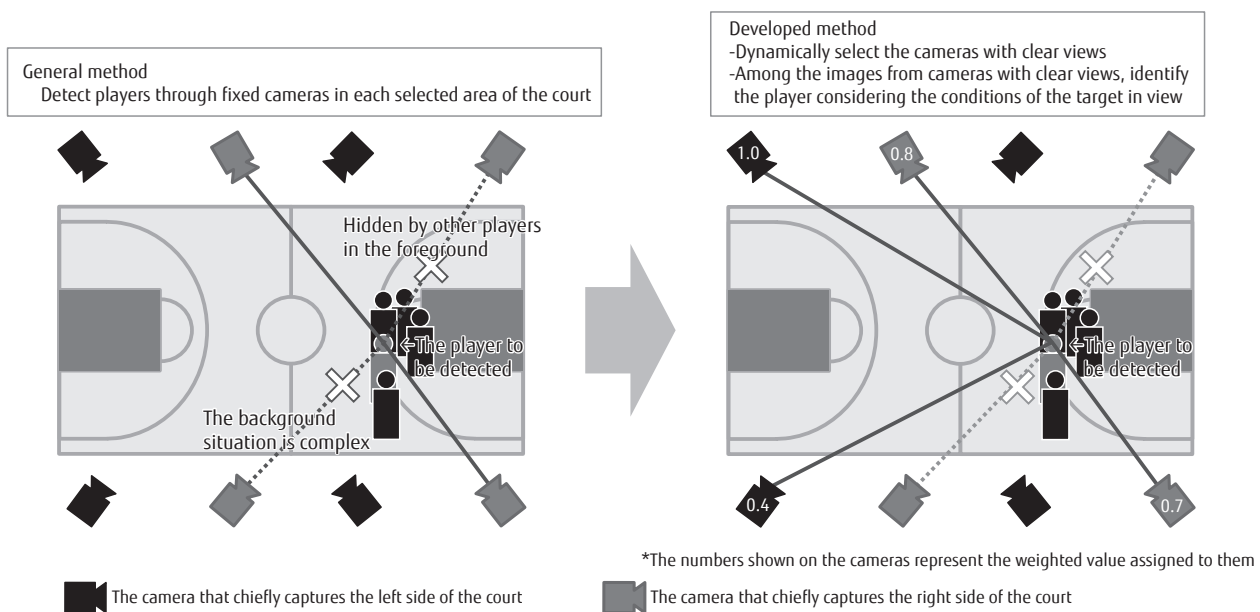 General method
Detect players through fixed cameras in each selected area of the court
Hidden by other players
in the foreground
←The player to
be detected
The background
situation is complex
Developed method
-Dynamically select the cameras with clear views
-Among the images from cameras with clear views, identify
the player considering the conditions of the target in view
1.0
0.8
←The player to
be detected
0.4
0.7
*The numbers shown on the cameras represent the weighted value assigned to them
The camera that chiefly captures the left side of the court
The camera that chiefly captures the right side of the court